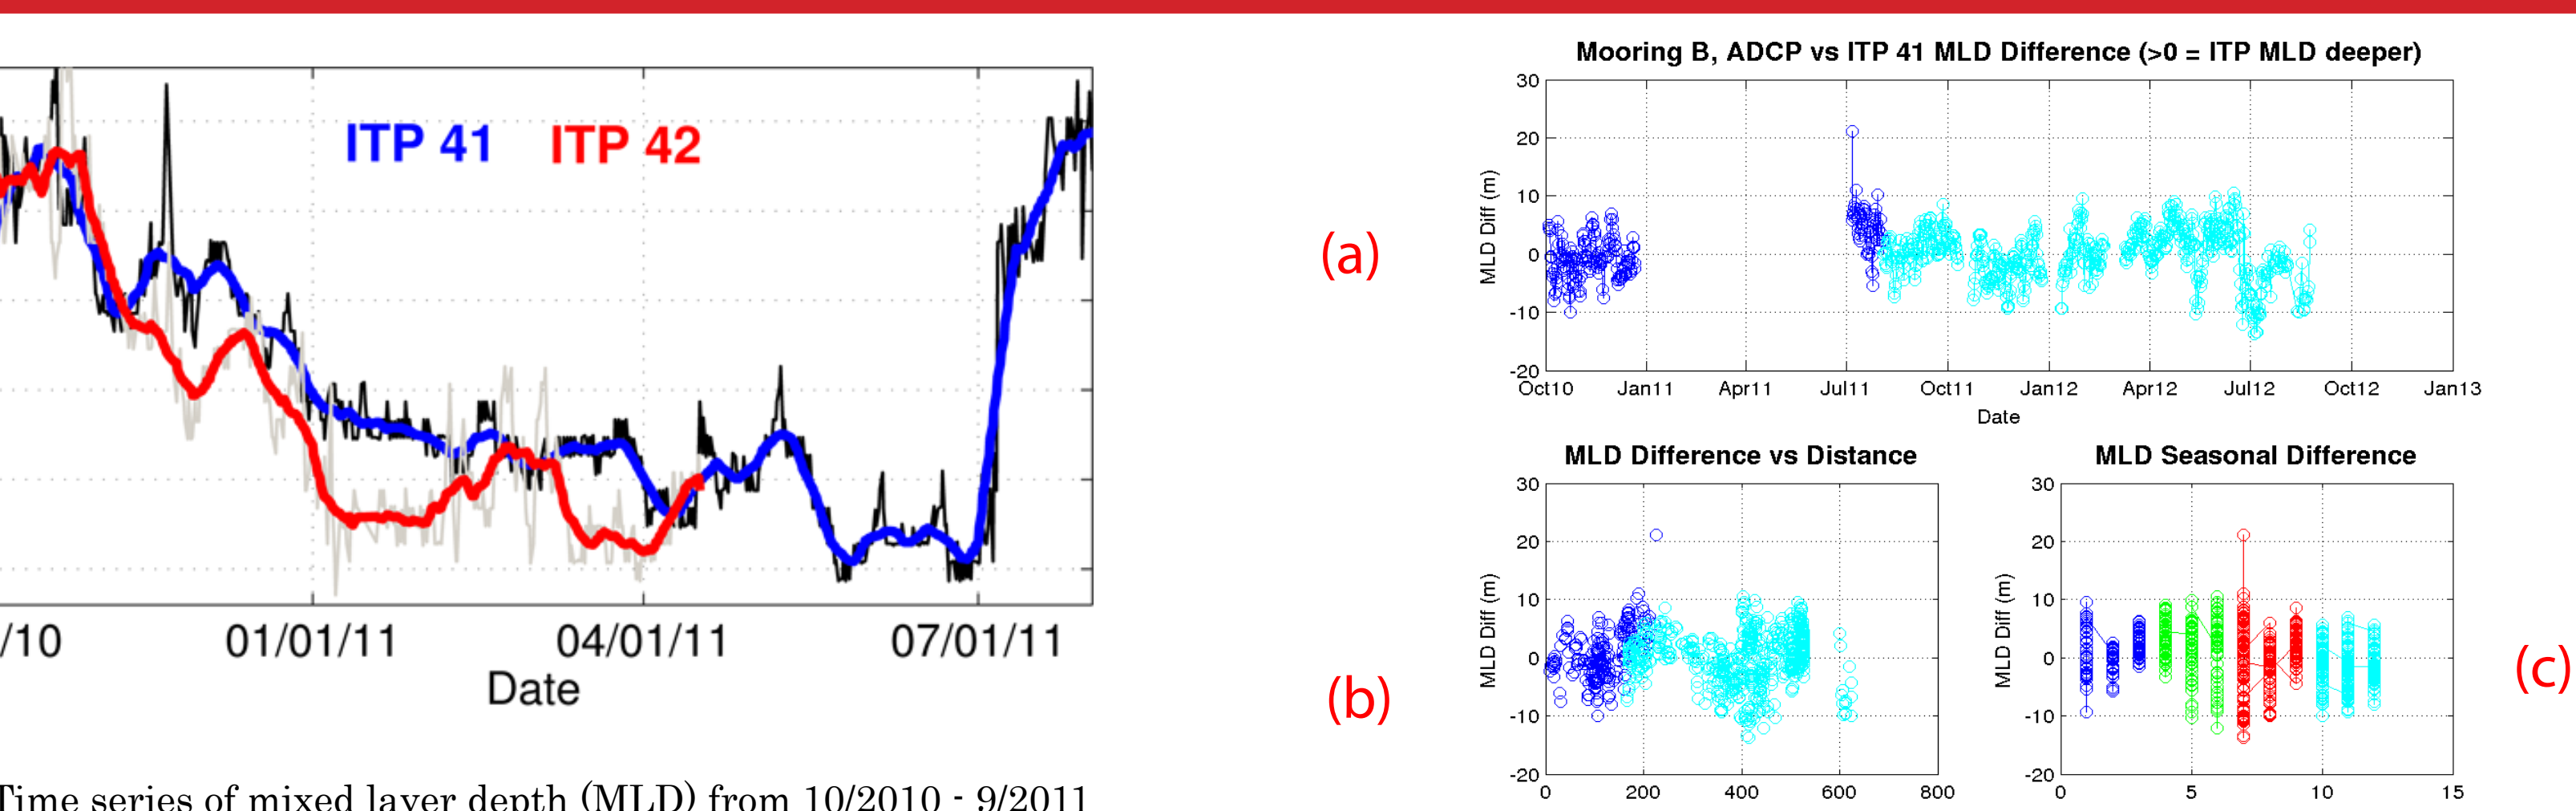 ITP 41 ITP 42
/10 01/01/11 04/01/11 07/01/11
Date
Time series of mixed layer depth (MLD) from 10/2010 - 9/2011
(a)
Mooring B, ADCP vs ITP 41 MLD Difference (>0 = ITP MLD deeper)
MLD Diff (m)
30
20
10
0
-10
-20
Oct10 Jan11 Apr11 Jul11 Oct11 Jan12 Apr12 Jul12 Oct12 Jan13
Date
(b)
MLD Difference vs Distance
MLD Diff (m)
30
20
10
0
-10
-20
0 200 400 600 800
MLD Seasonal Difference
MLD Diff (m)
30
20
10
0
-10
-20
0 5 10 15
(c)